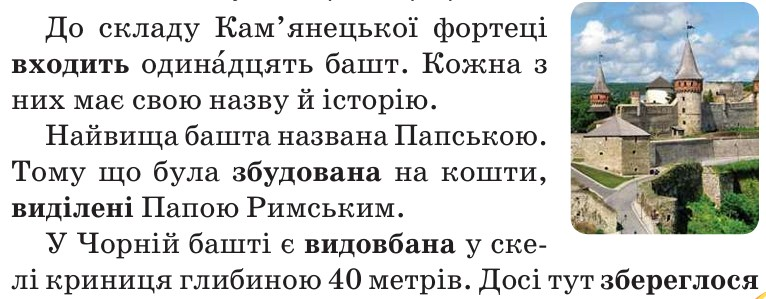 До складу Кам’янецької фортеці
входить одина́дцять башт. Кожна з
них має свою назву й історію.
Найвища башта названа Папською.
Тому що була збудована на кошти,
виділені Папою Римським.
У Чорній башті є видовбана у ске-
лі криниця глибиною 40 метрів. Досі тут збереглося